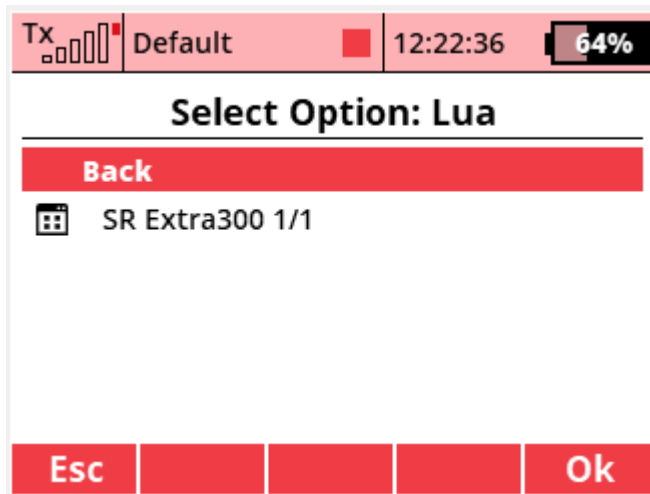 Tx Default 12:22:36 64%
Select Option: Lua
Back
SR Extra300 1/1
Esc Ok